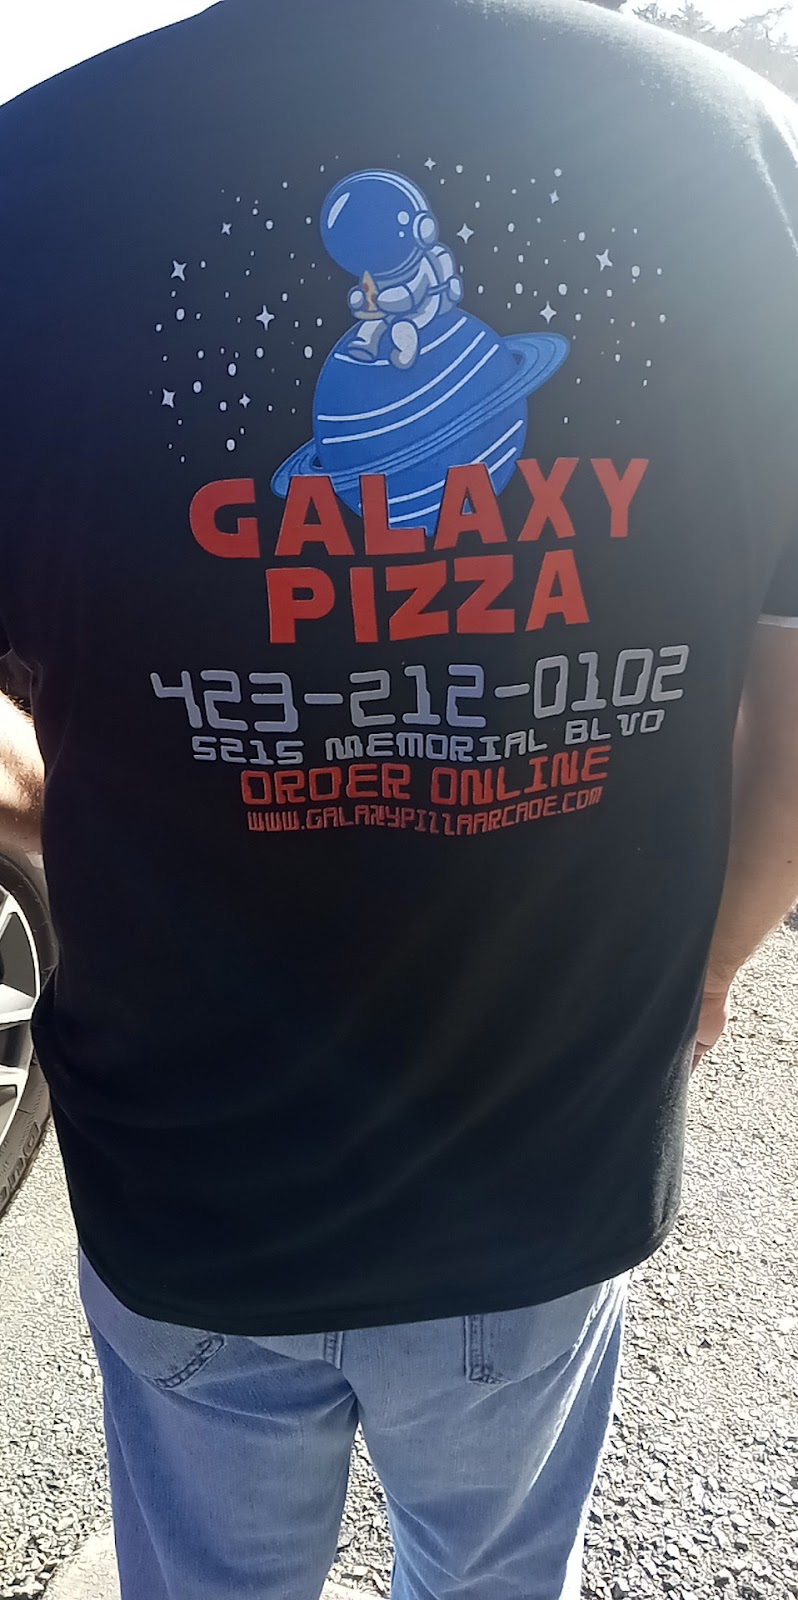 GALAXY
PIZZA
423-212-0102
5215 MEMORIAL BLVD
ORDER ONLINE
WWW.GALAXYPIZZAARCADE.COM